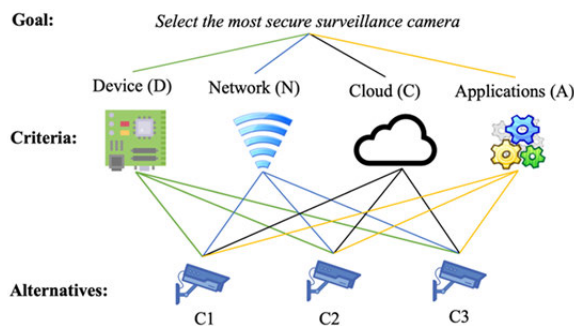 Goal: Select the most secure surveillance camera
Device (D) Network (N) Cloud (C) Applications (A)
Criteria:
Alternatives:
C1 C2 C3